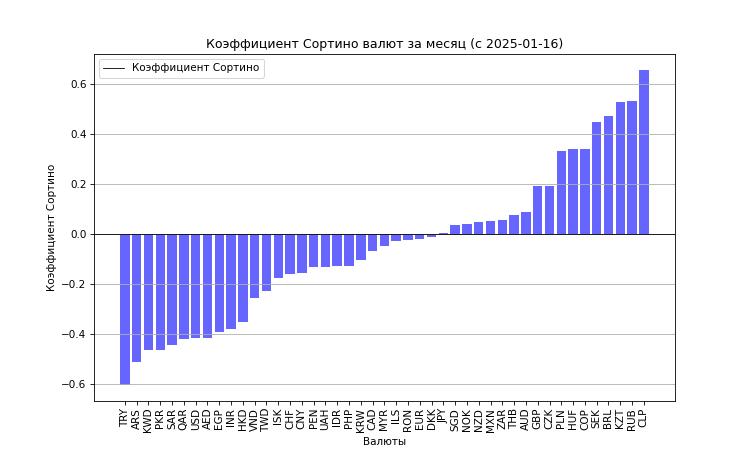 Коэффициент Сортино валют за месяц (с 2025-01-16)
Коэффициент Сортино
Коэффициент Сортино
0.6
0.4
0.2
0.0
−0.2
−0.4
−0.6
TRY ARS KWD PKR SAR QAR USD AED EGP INR HKD VND TWD ISK CHF CNY PEN UAH IDR PHP KRW CAD MYR ILS RON EUR DKK JPY SGD NOK NZD MXN ZAR THB AUD GBP CZK PLN HUF COP SEK BRL KZT RUB CLP
Валюты